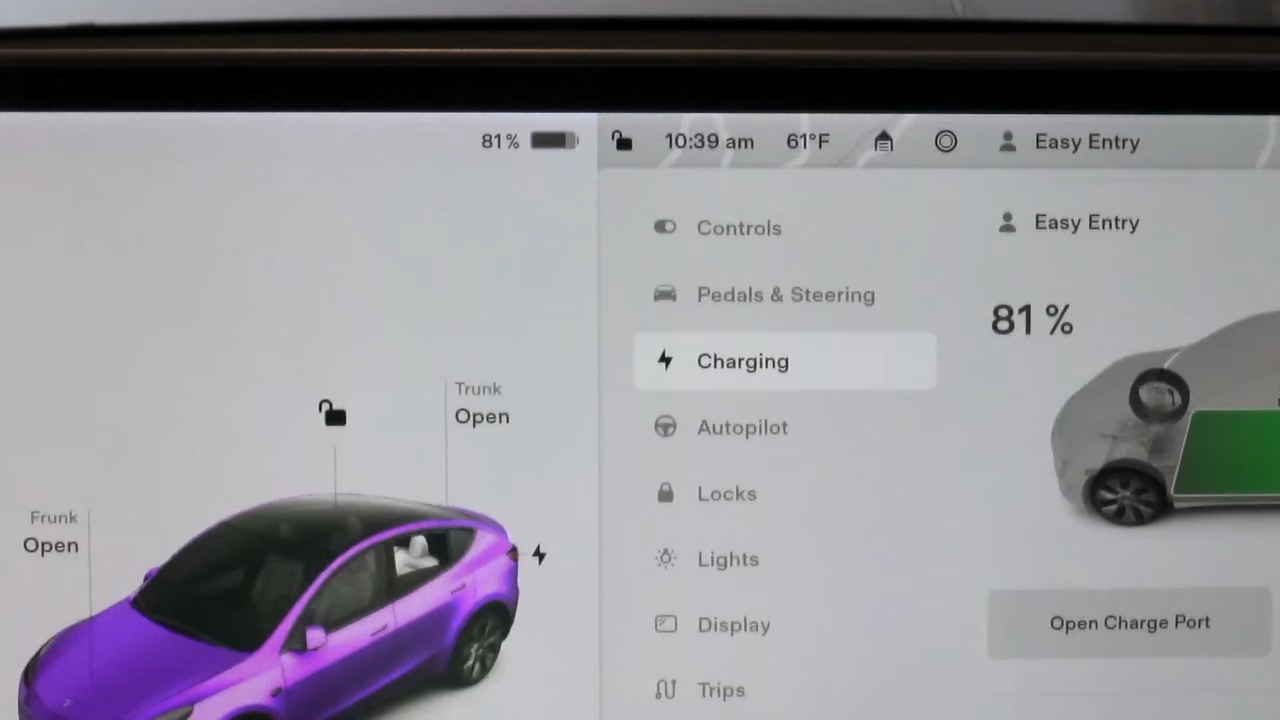 81%
10:39 am
61°F
Easy Entry
Controls
Pedals & Steering
Charging
Autopilot
Locks
Lights
Display
Trips
Easy Entry
81 %
Open Charge Port
Trunk
Open
Frunk
Open